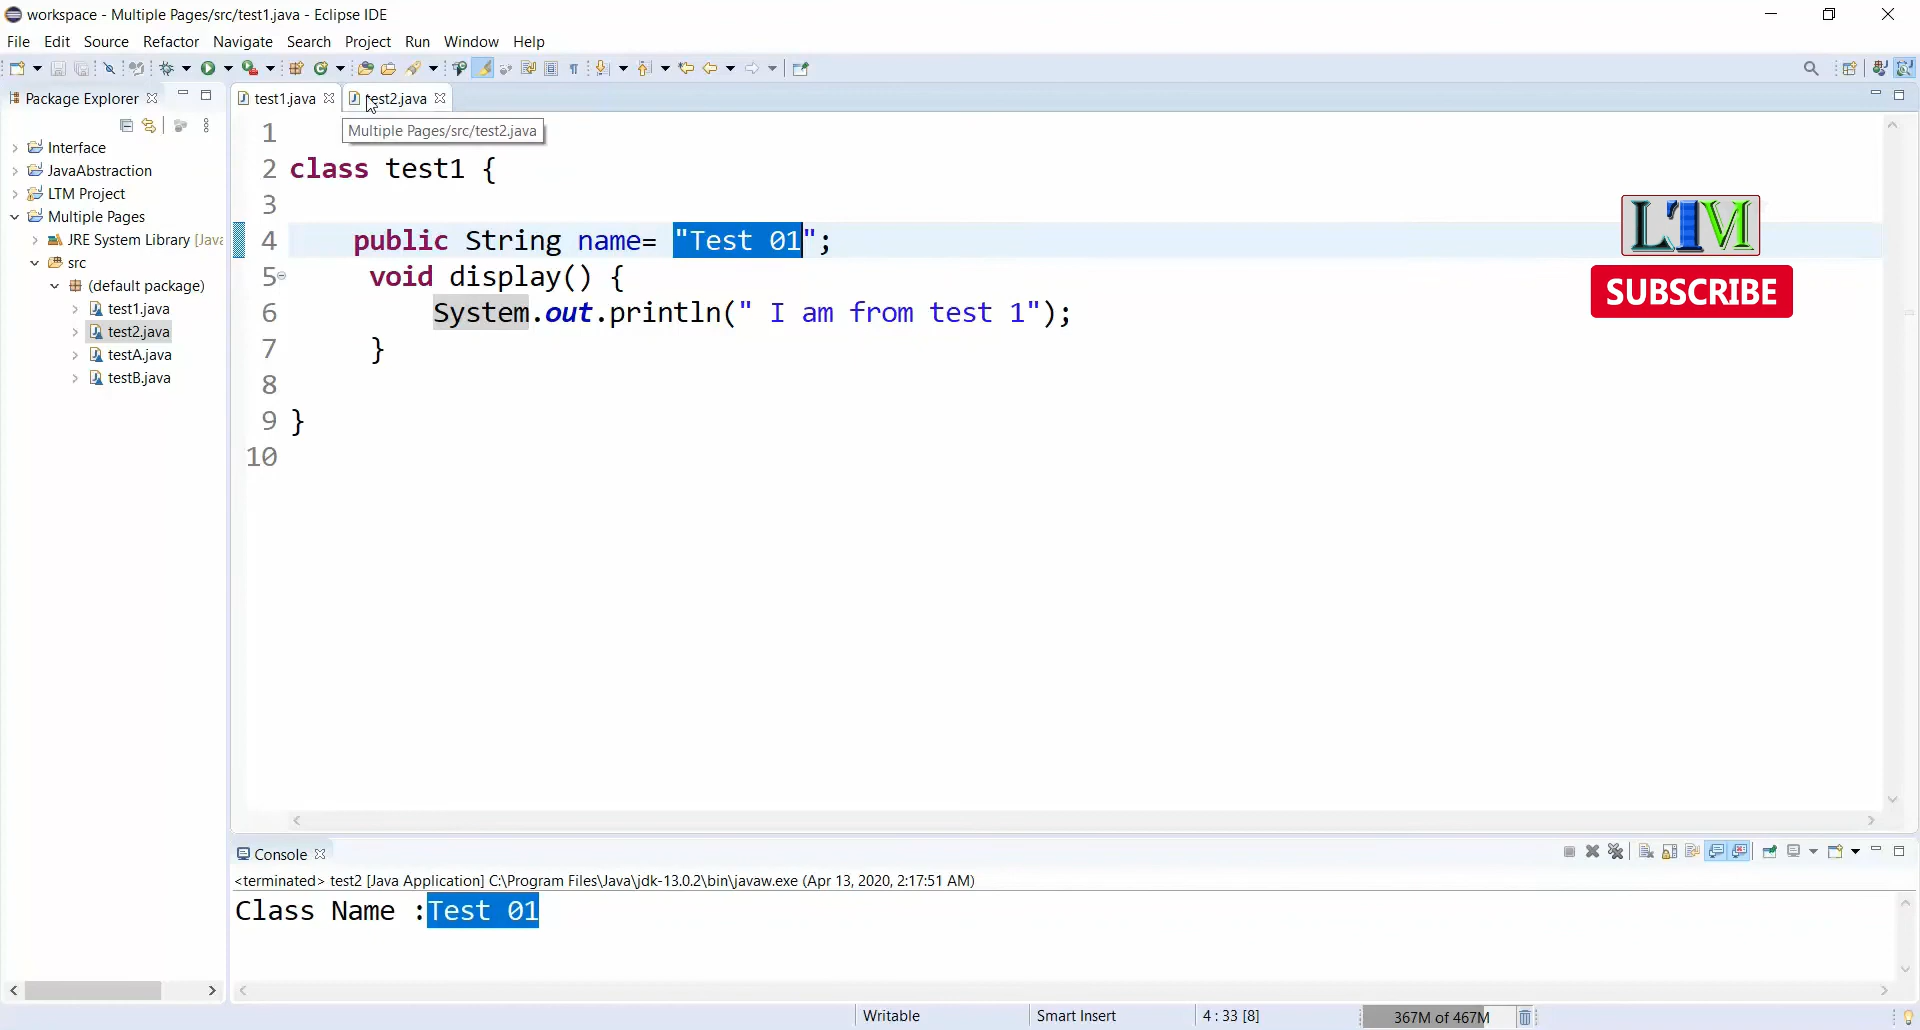 workspace - Multiple Pages/src/test1.java - Eclipse IDE
File Edit Source Refactor Navigate Search Project Run Window Help
Package Explorer
test1.java
test2.java
Multiple Pages/src/test2.java
Interface
JavaAbstraction
LTM Project
Multiple Pages
JRE System Library [Java
src
(default package)
test1.java
test2.java
testA.java
testB.java
1
2 class test1 {
3
4 public String name= "Test 01";
5 void display() {
6 System.out.println(" I am from test 1");
7 }
8
9 }
10
LTM
SUBSCRIBE
Console
<terminated> test2 [Java Application] C:\Program Files\Java\jdk-13.0.2\bin\javaw.exe (Apr 13, 2020, 2:17:51 AM)
Class Name :Test 01
Writable
Smart Insert
4 : 33 [8]
367M of 467M